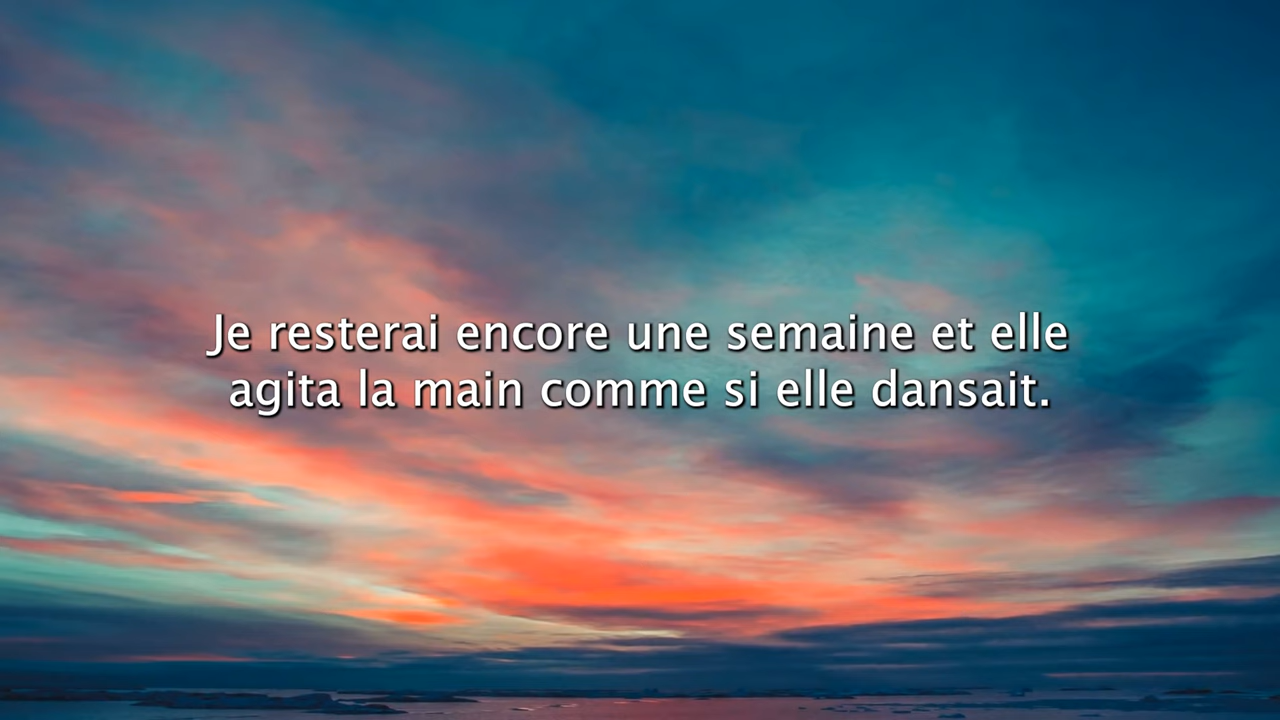 Je resterai encore une semaine et elle
agita la main comme si elle dansait.